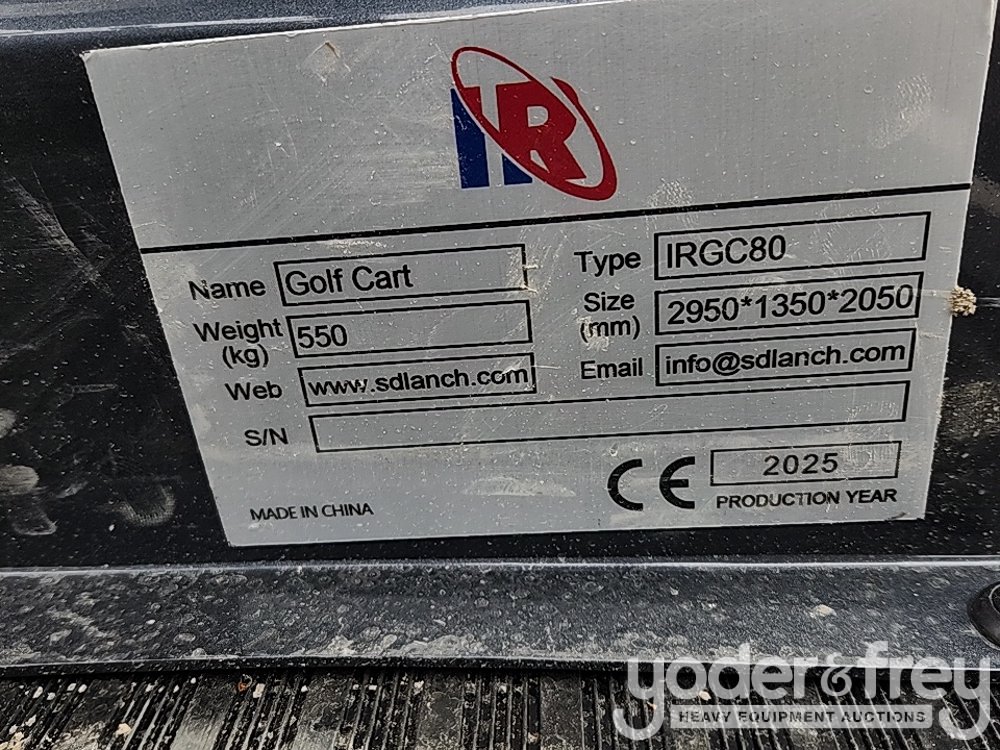 IR
Name Golf Cart Type IRGC80
Weight (kg) 550 Size (mm) 2950*1350*2050
Web www.sdlanch.com Email info@sdlanch.com
S/N
CE 2025
MADE IN CHINA PRODUCTION YEAR
yoder&frey
HEAVY EQUIPMENT AUCTIONS